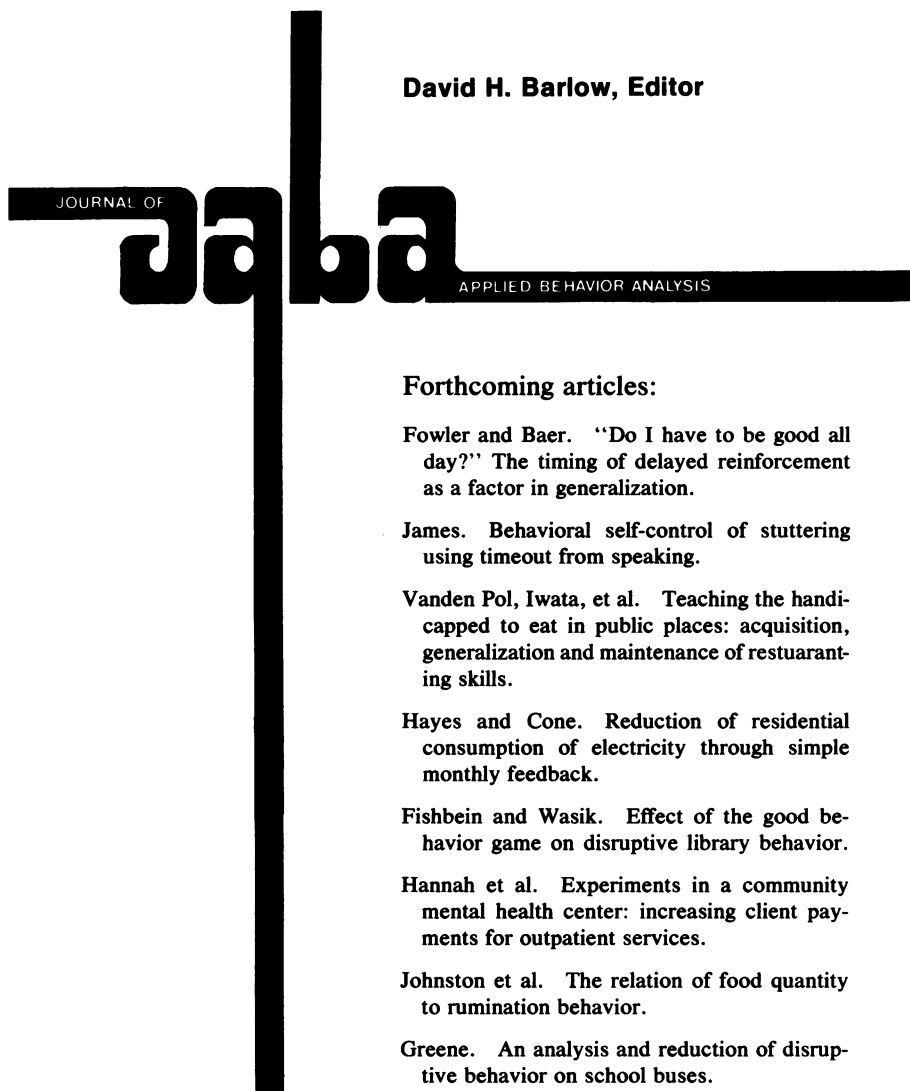 David H. Barlow, Editor
JOURNAL OF
jaba
APPLIED BEHAVIOR ANALYSIS
Forthcoming articles:
Fowler and Baer. ‘‘Do I have to be good all
day?’’ The timing of delayed reinforcement
as a factor in generalization.
James. Behavioral self-control of stuttering
using timeout from speaking.
Vanden Pol, Iwata, et al. Teaching the handi-
capped to eat in public places: acquisition,
generalization and maintenance of restuarant-
ing skills.
Hayes and Cone. Reduction of residential
consumption of electricity through simple
monthly feedback.
Fishbein and Wasik. Effect of the good be-
havior game on disruptive library behavior.
Hannah et al. Experiments in a community
mental health center: increasing client pay-
ments for outpatient services.
Johnston et al. The relation of food quantity
to rumination behavior.
Greene. An analysis and reduction of disrup-
tive behavior on school buses.